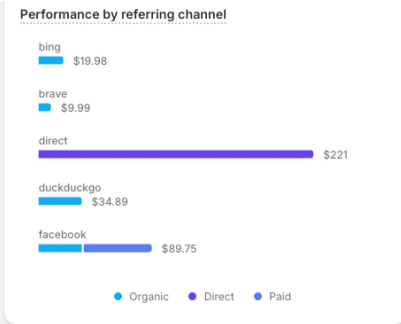 Performance by referring channel
bing
$19.98
brave
$9.99
direct
$221
duckduckgo
$34.89
facebook
$89.75
Organic Direct Paid